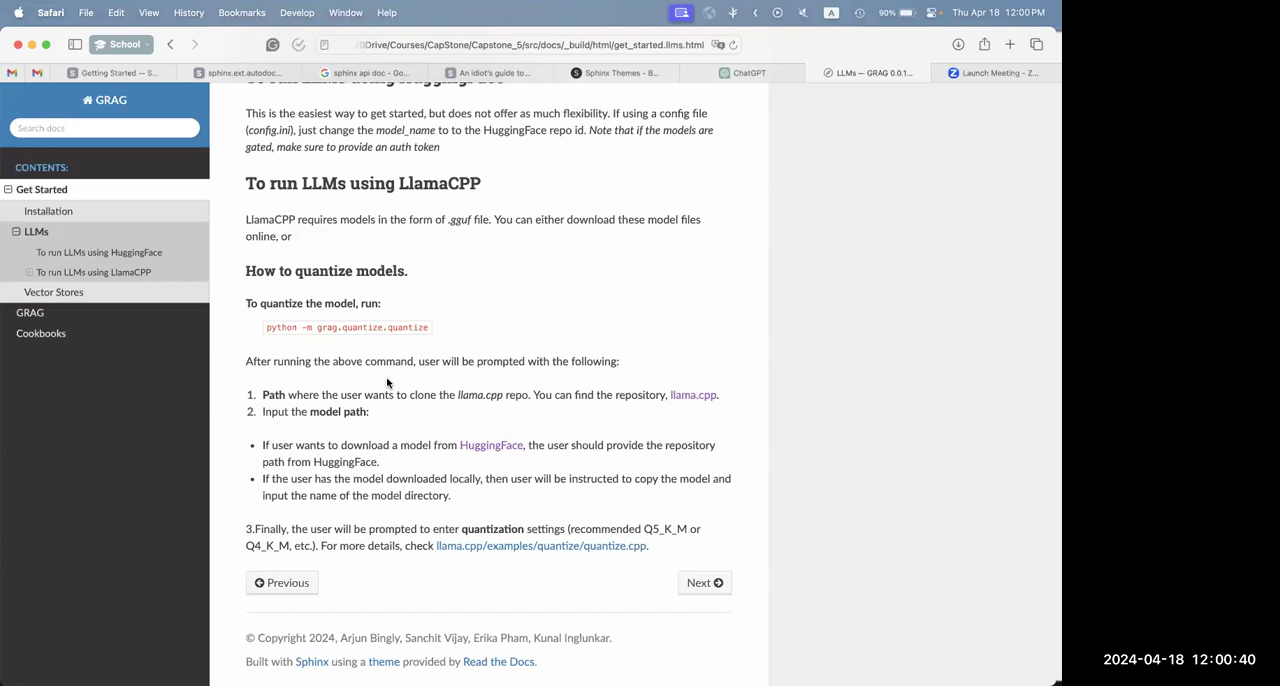 Safari File Edit View History Bookmarks Develop Window Help A 90% Thu Apr 18 12:00 PM
School Drive/Courses/CapStone/Capstone_5/src/docs/_build/html/get_started.llms.html
Getting Started — S... sphinx.ext.autodoc... sphinx api doc - Go... An idiot's guide to... Sphinx Themes – B... ChatGPT LLMs — GRAG 0.0.1... Launch Meeting - Z...
GRAG
Search docs
CONTENTS:
Get Started
Installation
LLMs
To run LLMs using HuggingFace
To run LLMs using LlamaCPP
Vector Stores
GRAG
Cookbooks
This is the easiest way to get started, but does not offer as much flexibility. If using a config file
(config.ini), just change the model_name to to the HuggingFace repo id. Note that if the models are
gated, make sure to provide an auth token
To run LLMs using LlamaCPP
LlamaCPP requires models in the form of .gguf file. You can either download these model files
online, or
How to quantize models.
To quantize the model, run:
python -m grag.quantize.quantize
After running the above command, user will be prompted with the following:
1. Path where the user wants to clone the llama.cpp repo. You can find the repository, llama.cpp.
2. Input the model path:
• If user wants to download a model from HuggingFace, the user should provide the repository
path from HuggingFace.
• If the user has the model downloaded locally, then user will be instructed to copy the model and
input the name of the model directory.
3.Finally, the user will be prompted to enter quantization settings (recommended Q5_K_M or
Q4_K_M, etc.). For more details, check llama.cpp/examples/quantize/quantize.cpp.
Previous Next
© Copyright 2024, Arjun Bingly, Sanchit Vijay, Erika Pham, Kunal Inglunkar.
Built with Sphinx using a theme provided by Read the Docs.
2024-04-18 12:00:40